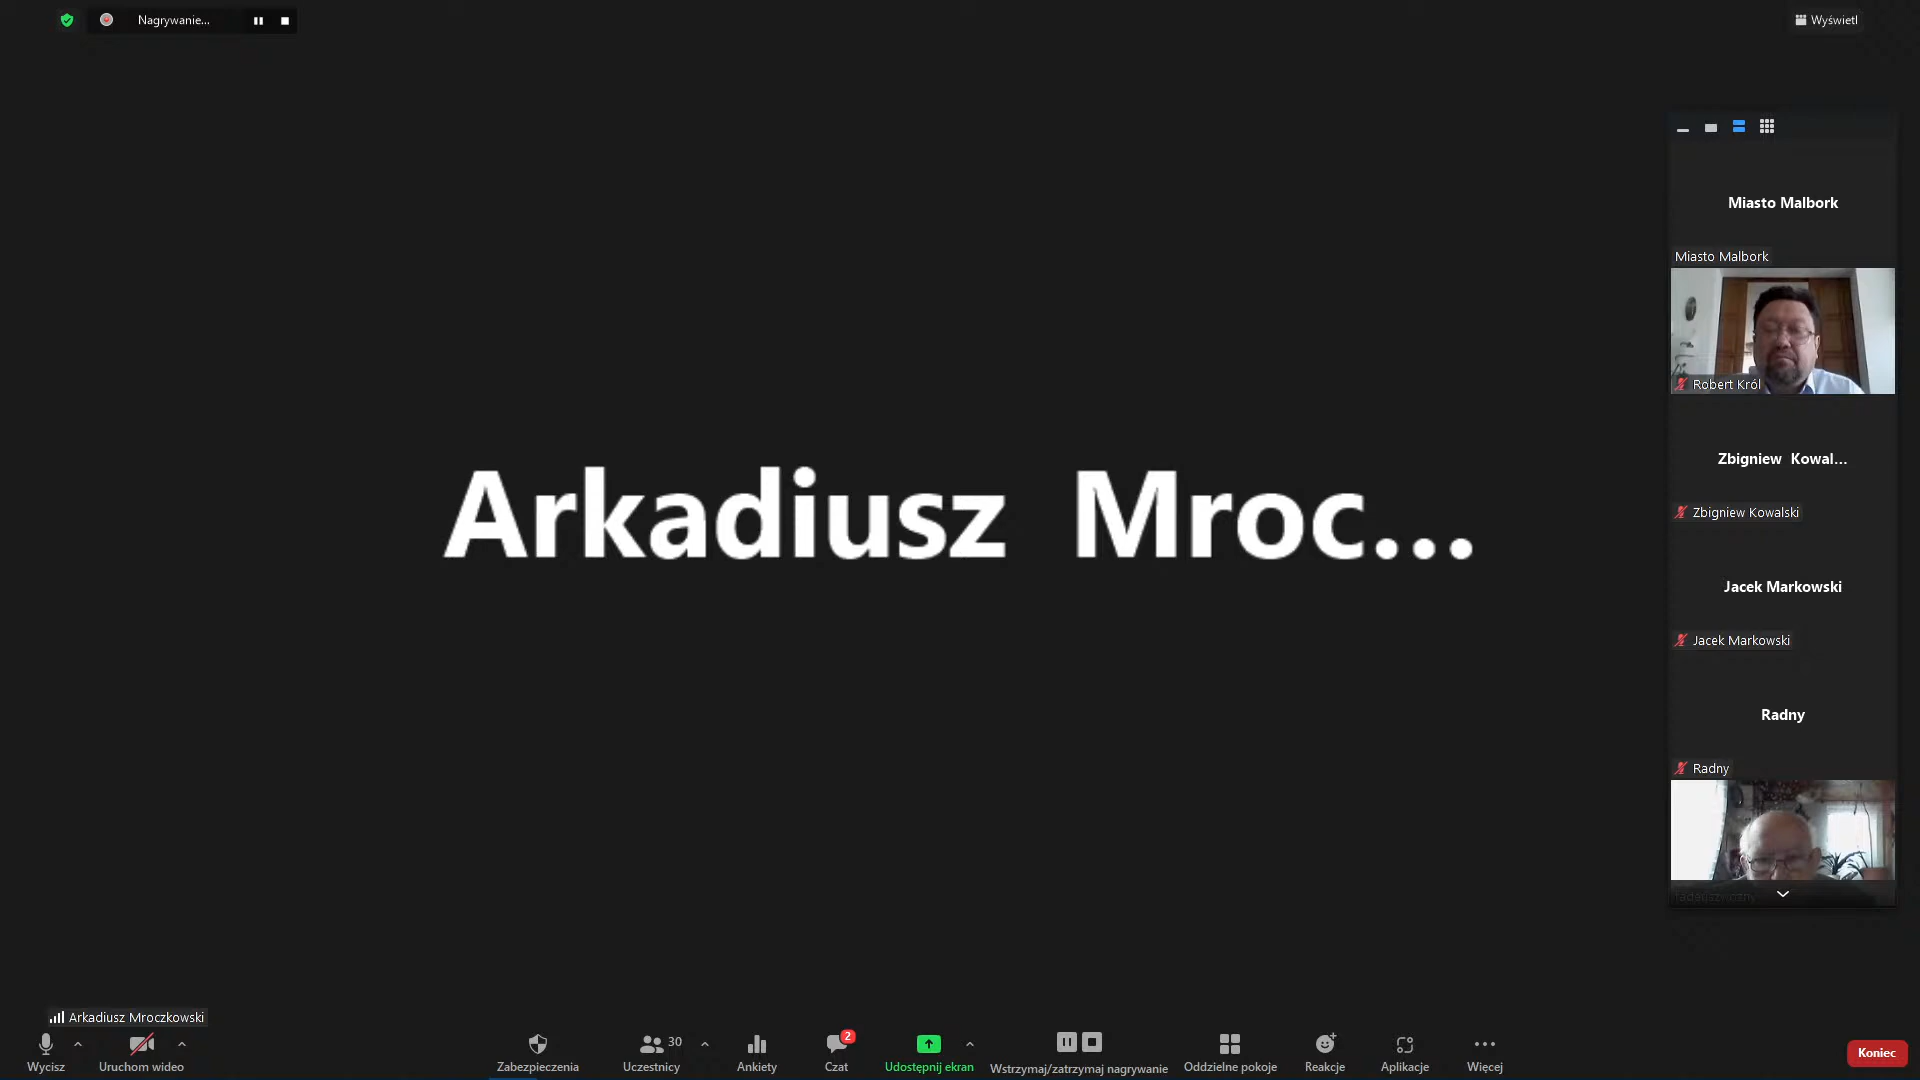 Nagrywanie...
Wyświetl
Miasto Malbork
Miasto Malbork
Robert Król
Zbigniew Kowal...
Zbigniew Kowalski
Jacek Markowski
Jacek Markowski
Radny
Radny
Arkadiusz Mroc...
Arkadiusz Mroczkowski
Wycisz
Uruchom wideo
Zabezpieczenia
30
Uczestnicy
Ankiety
2
Czat
Udostępnij ekran
Wstrzymaj/zatrzymaj nagrywanie
Oddzielne pokoje
Reakcje
Aplikacje
Więcej
Koniec